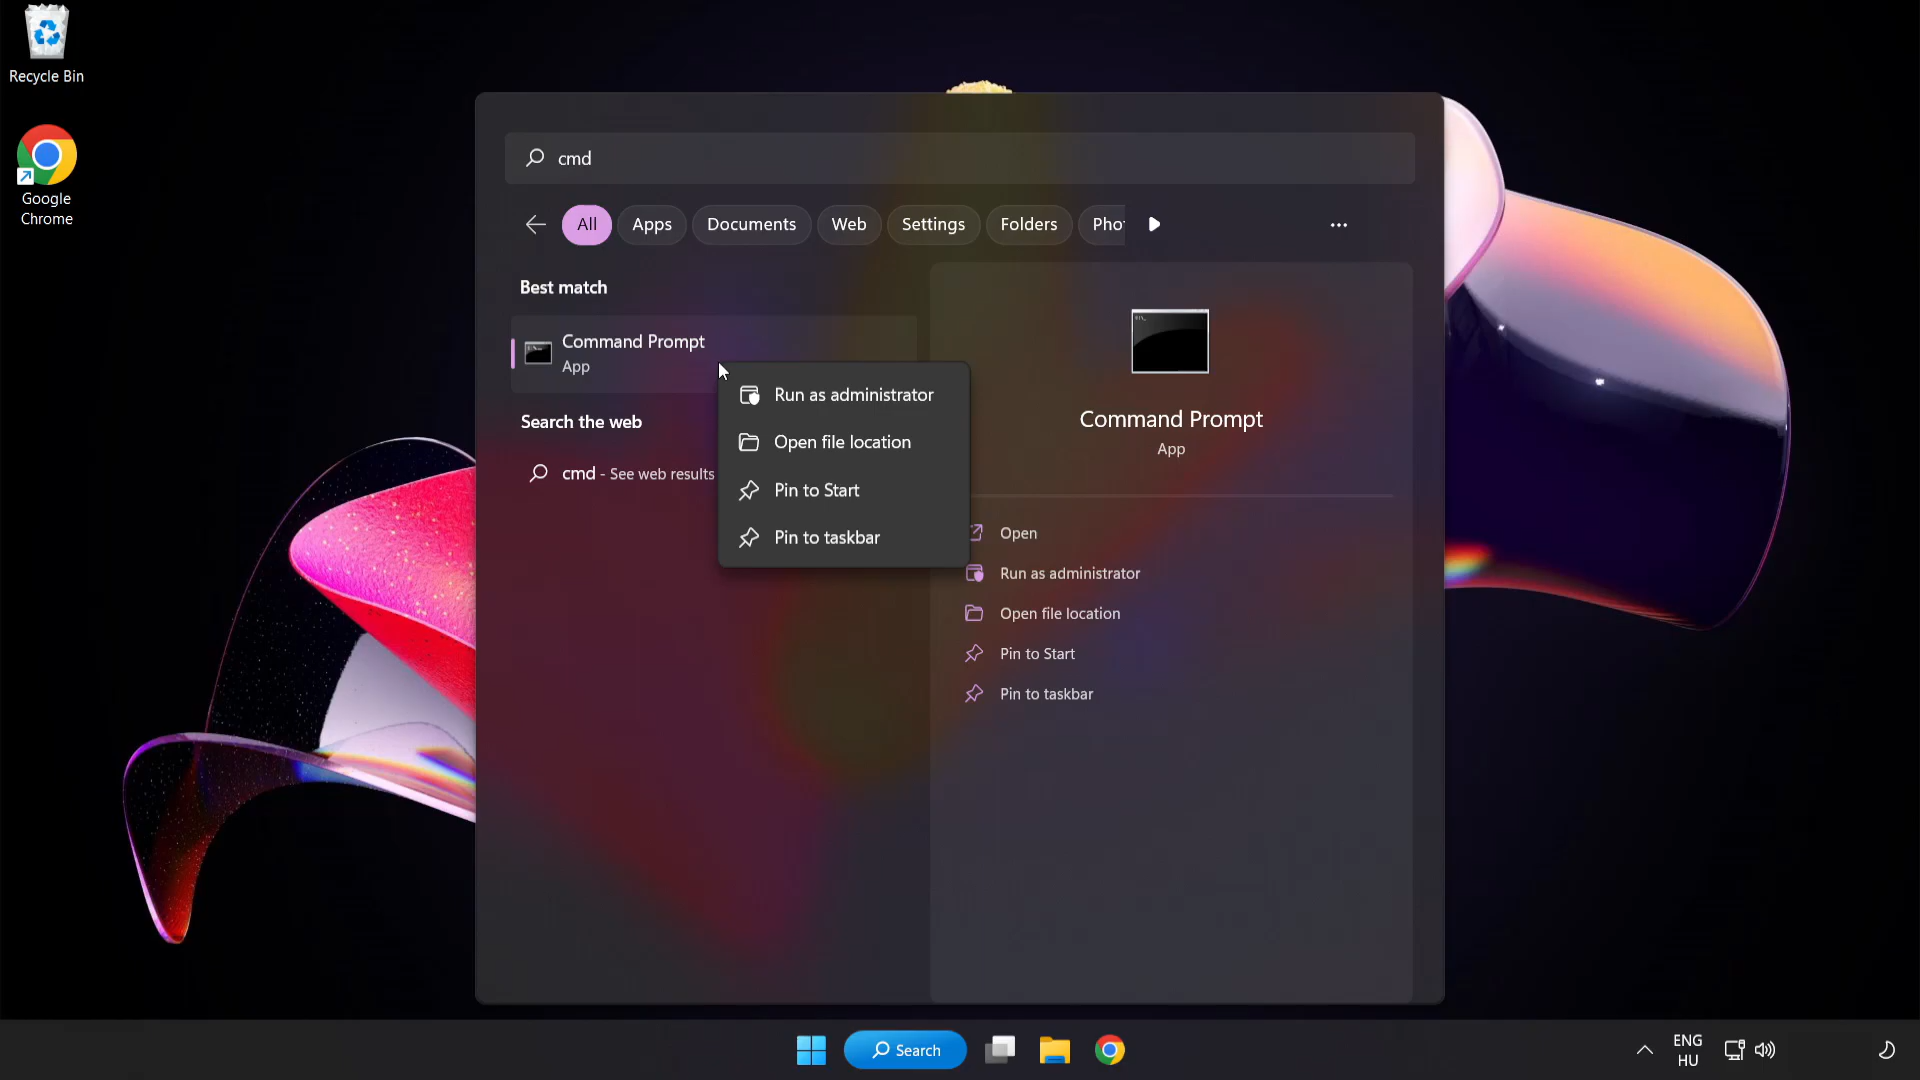 Recycle Bin
Google
Chrome
cmd
All
Apps
Documents
Web
Settings
Folders
Best match
Command Prompt
App
Search the web
cmd - See web results
Run as administrator
Open file location
Pin to Start
Pin to taskbar
Command Prompt
App
Open
Run as administrator
Open file location
Pin to Start
Pin to taskbar
Search
ENG
HU